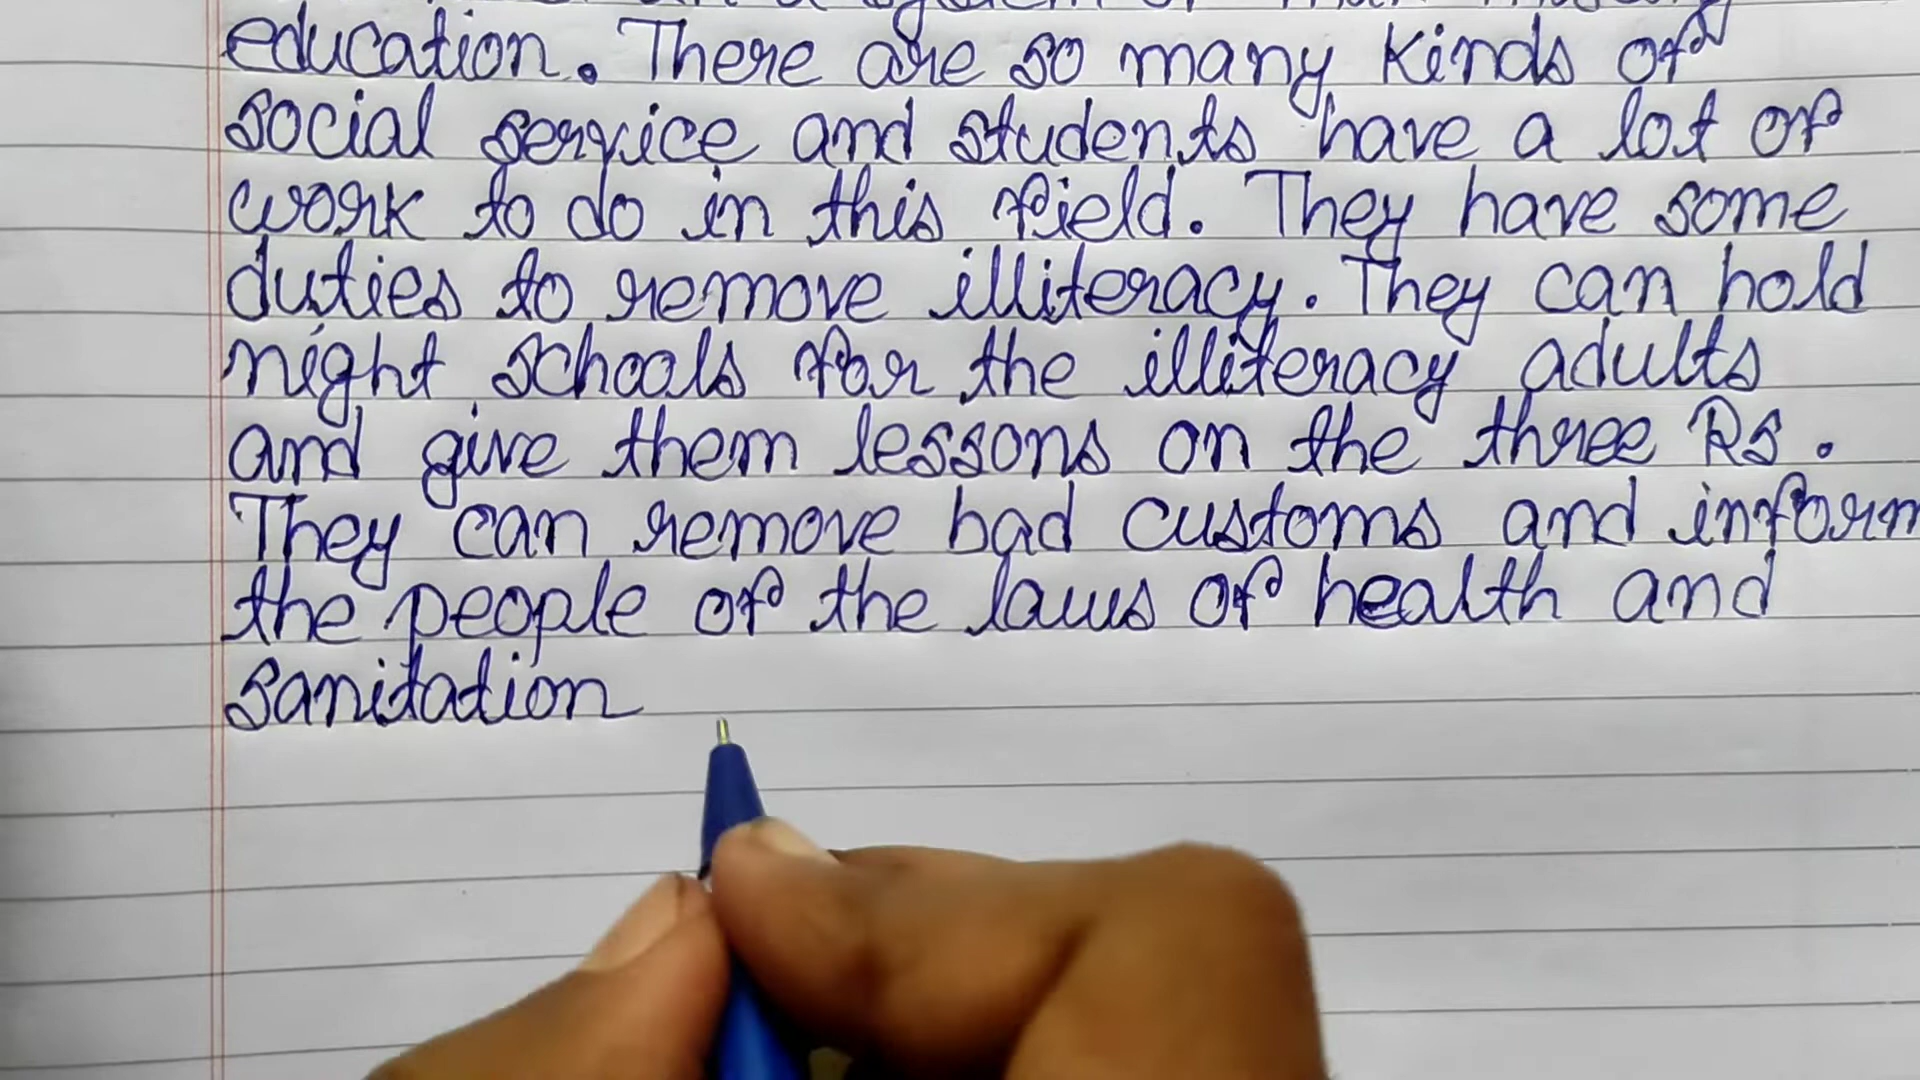 education. There are so many kinds of
social service and students have a lot of
work to do in this field. They have some
duties to remove illiteracy. They can hold
night schools for the illiteracy adults
and give them lessons on the three Rs.
They can remove bad customs and inform
the people of the laws of health and
sanitation